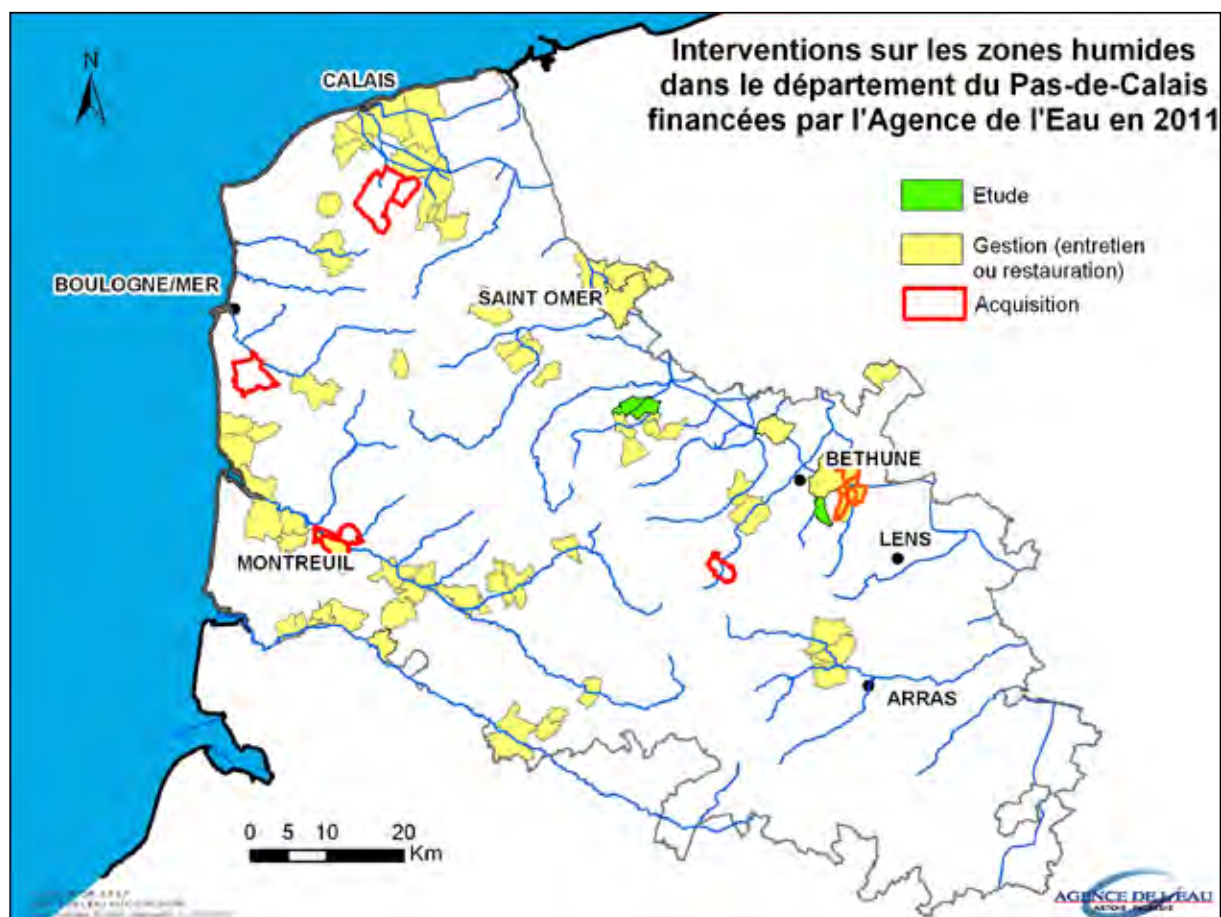 Interventions sur les zones humides
dans le département du Pas-de-Calais
financées par l'Agence de l'Eau en 2011
N
CALAIS
Etude
Gestion (entretien
ou restauration)
Acquisition
BOULOGNE/MER
SAINT OMER
BETHUNE
LENS
MONTREUIL
ARRAS
0 5 10 20
Km
AGENCE DE L'EAU
ARTOIS - PICARDIE